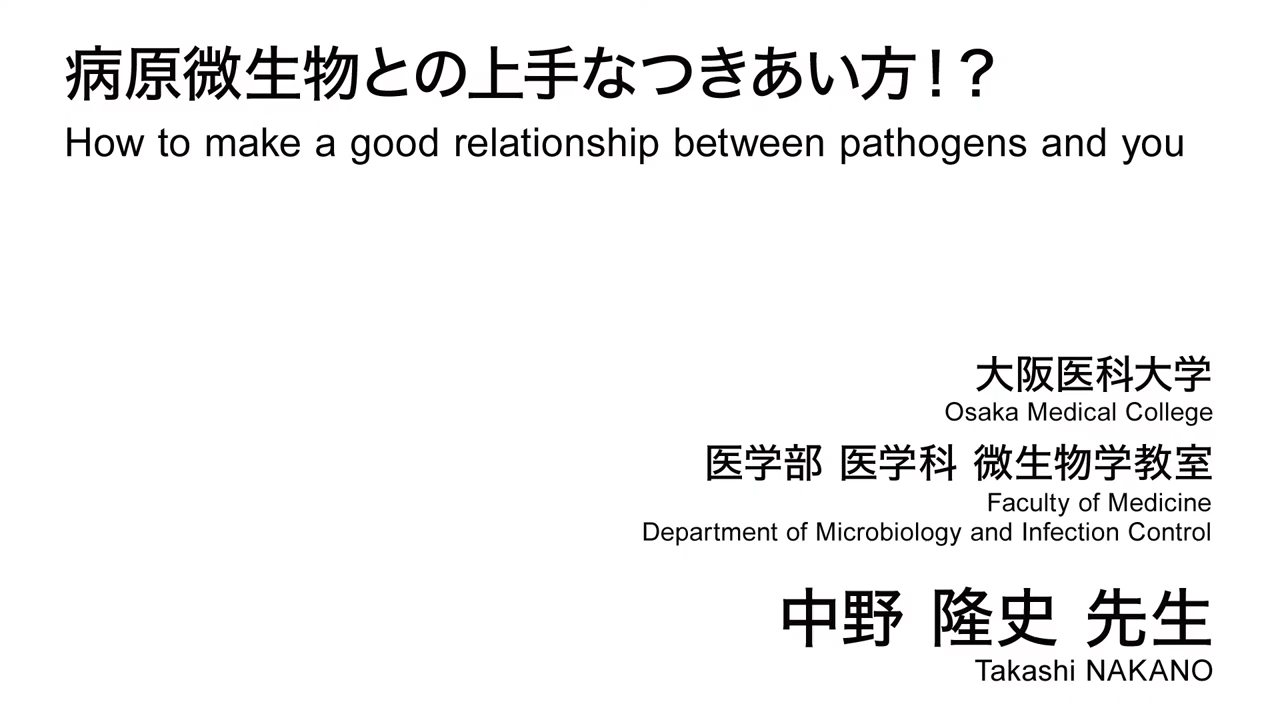 病原微生物との上手なつきあい方！？
How to make a good relationship between pathogens and you
大阪医科大学
Osaka Medical College
医学部 医学科 微生物学教室
Faculty of Medicine
Department of Microbiology and Infection Control
中野 隆史 先生
Takashi NAKANO